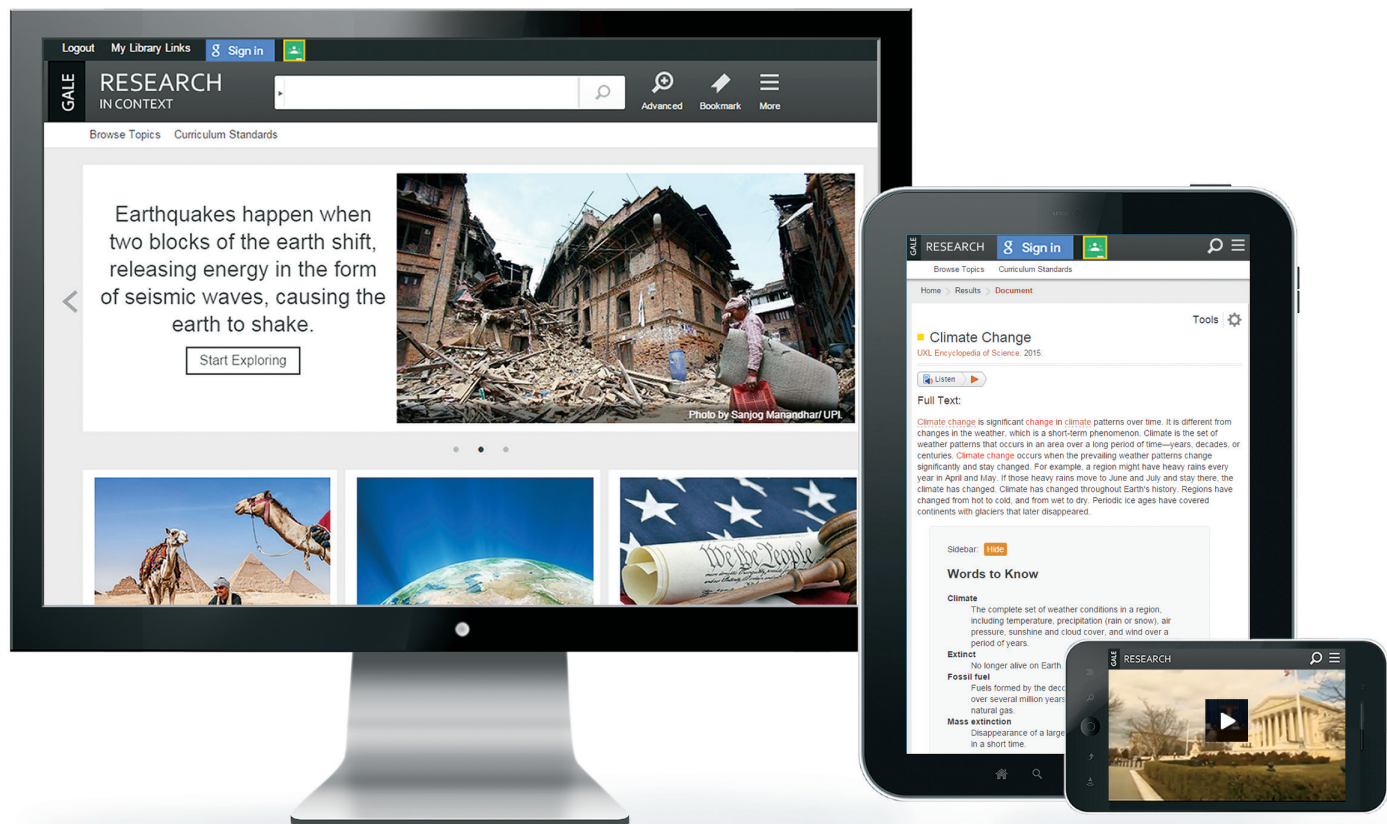 Logout My Library Links g Sign in
GALE RESEARCH
IN CONTEXT
Advanced Bookmark More
Browse Topics Curriculum Standards
Earthquakes happen when
two blocks of the earth shift,
releasing energy in the form
of seismic waves, causing the
earth to shake.
Start Exploring
Photo by Sanjog Manandhar/ UPI.
We the People
GALE RESEARCH g Sign in
Browse Topics Curriculum Standards
Home Results Document
Tools
Climate Change
UXL Encyclopedia of Science. 2015.
Listen
Full Text:
Climate change is significant change in climate patterns over time. It is different from
changes in the weather, which is a short-term phenomenon. Climate is the set of
weather patterns that occurs in an area over a long period of time—years, decades, or
centuries. Climate change occurs when the prevailing weather patterns change
significantly and stay changed. For example, a region might have heavy rains every
year in April and May. If those heavy rains move to June and July and stay there, the
climate has changed. Climate has changed throughout Earth's history. Regions have
changed from hot to cold, and from wet to dry. Periodic ice ages have covered
continents with glaciers that later disappeared.
Sidebar: Hide
Words to Know
Climate
The complete set of weather conditions in a region,
including temperature, precipitation (rain or snow), air
pressure, sunshine and cloud cover, and wind over a
period of years.
Extinct
No longer alive on Earth.
Fossil fuel
Fuels formed by the deco
over several million years
natural gas.
Mass extinction
Disappearance of a large
in a short time.
GALE RESEARCH